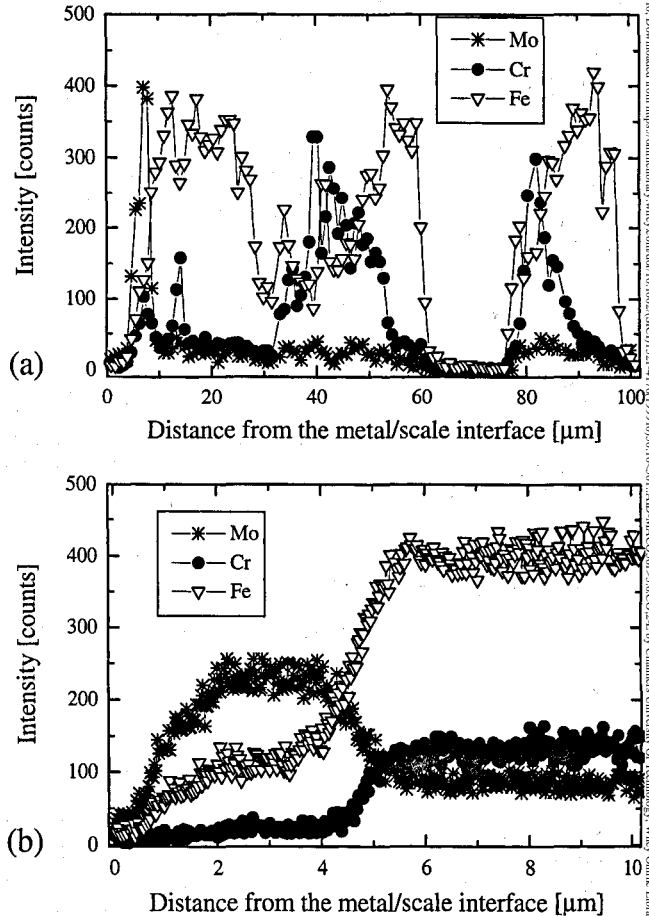 500
400
300
200
100
0
Intensity [counts]
Mo
Cr
Fe
(a)
0
20
40
60
80
100
Distance from the metal/scale interface [μm]
500
400
300
200
100
0
Intensity [counts]
Mo
Cr
Fe
(b)
0
2
4
6
8
10
Distance from the metal/scale interface [μm]